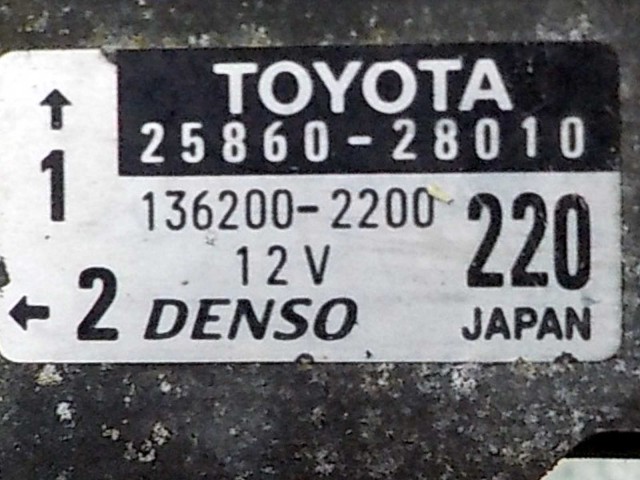 TOYOTA
25860-28010
1
136200-2200
220
12V
2
DENSO
JAPAN